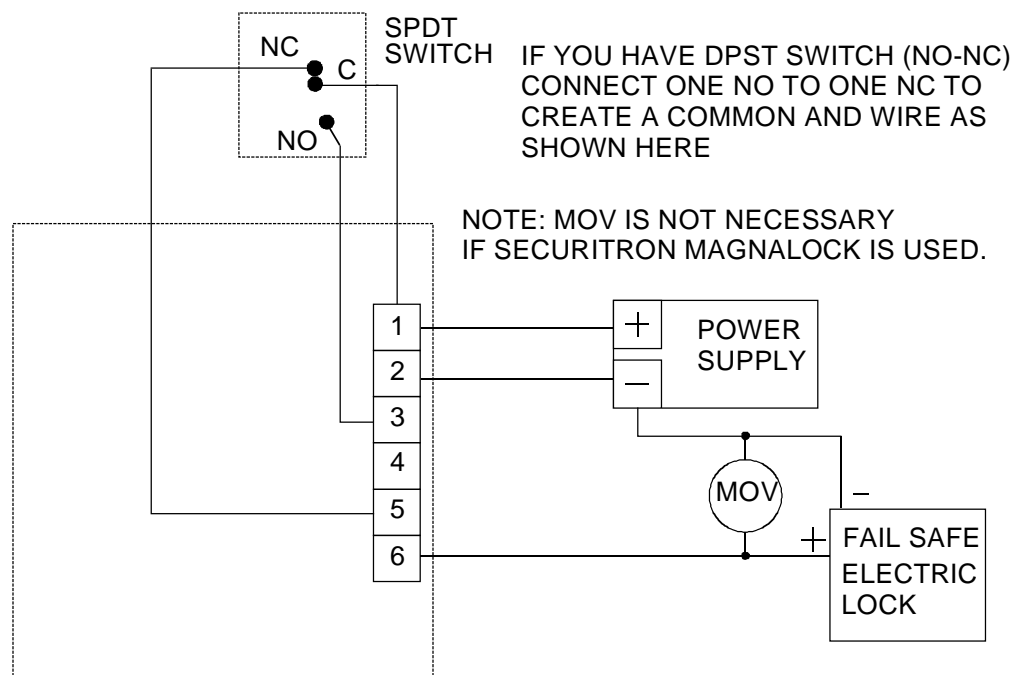 SPDT
SWITCH
NC
C
NO
IF YOU HAVE DPST SWITCH (NO-NC)
CONNECT ONE NO TO ONE NC TO
CREATE A COMMON AND WIRE AS
SHOWN HERE
NOTE: MOV IS NOT NECESSARY
IF SECURITRON MAGNALOCK IS USED.
1
2
3
4
5
6
+
−
POWER
SUPPLY
MOV
−
+
FAIL SAFE
ELECTRIC
LOCK